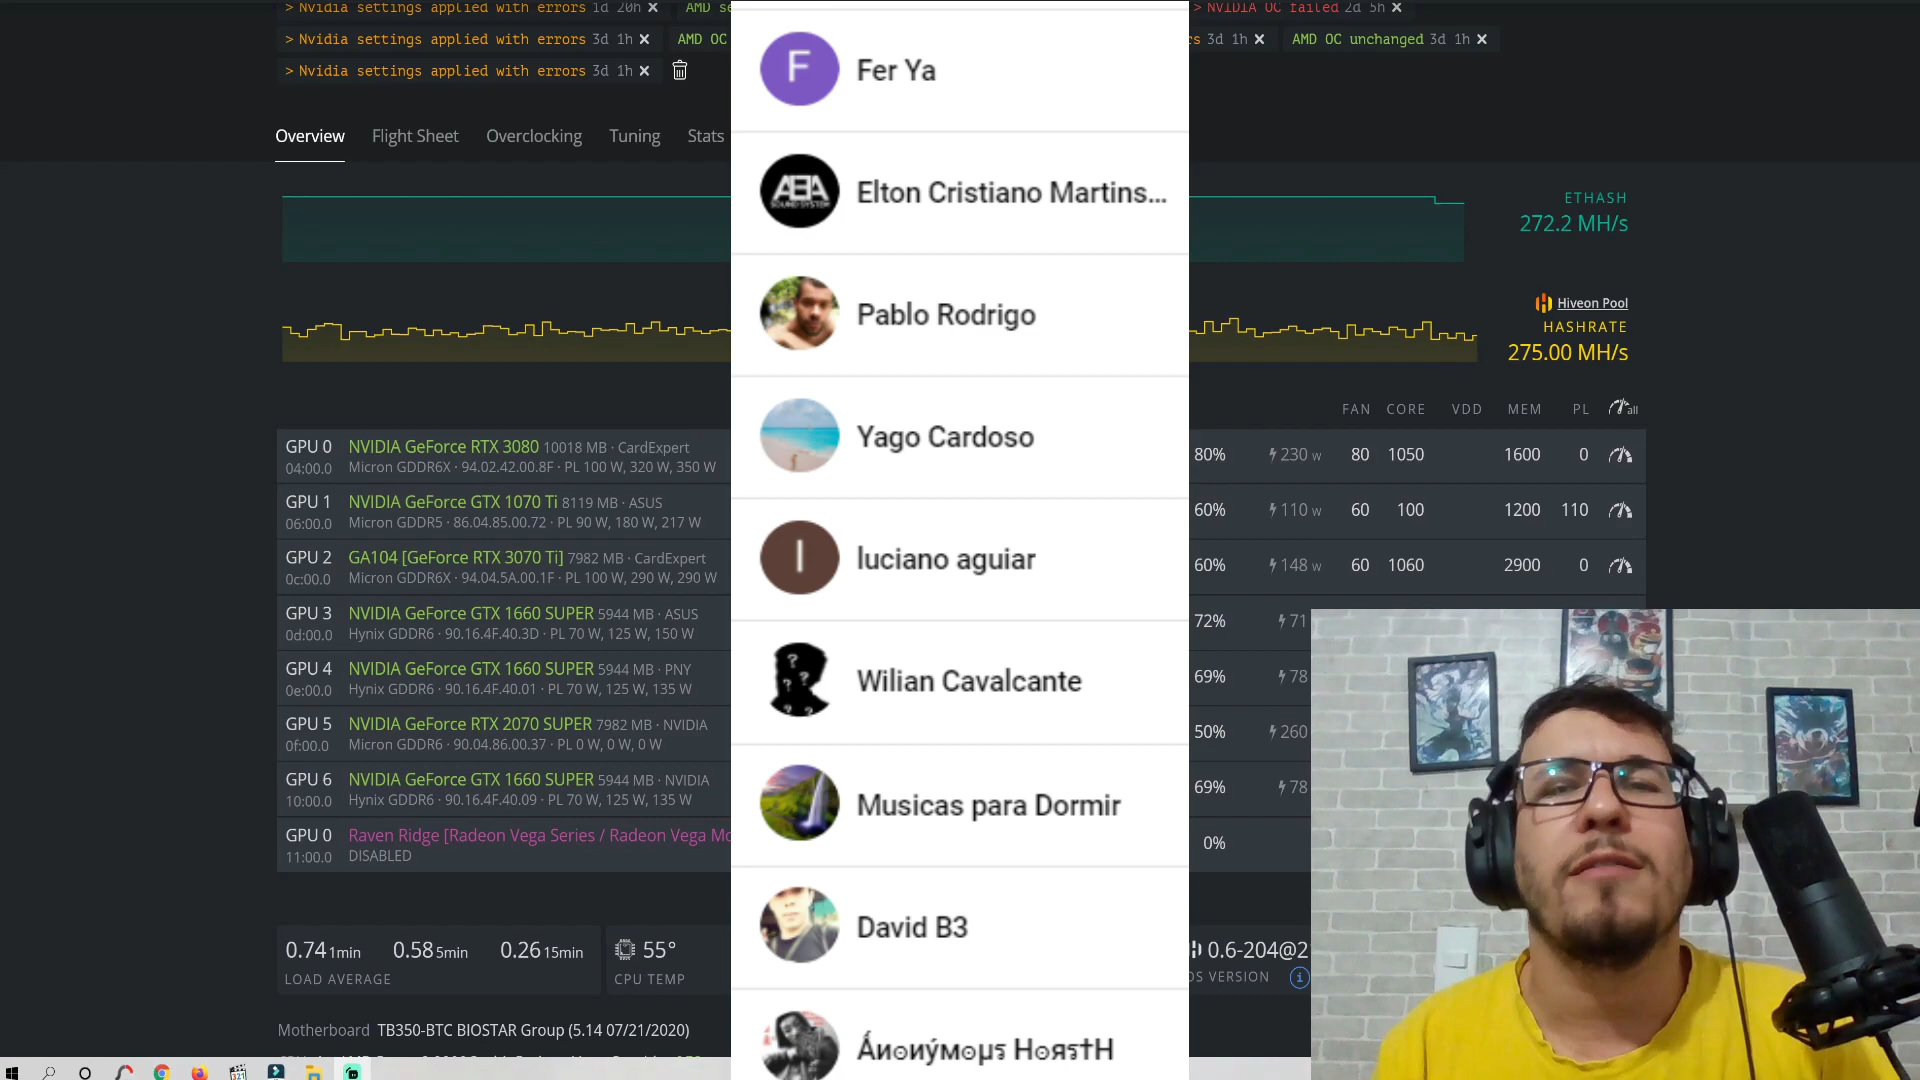 > Nvidia settings applied with errors 1d 20h ×
AMD se
> NVIDIA OC failed 2d 5h ×
> Nvidia settings applied with errors 3d 1h ×
AMD OC
rs 3d 1h ×
AMD OC unchanged 3d 1h ×
> Nvidia settings applied with errors 3d 1h ×
Overview Flight Sheet Overclocking Tuning Stats
ETHASH
272.2 MH/s
Hiveon Pool
HASHRATE
275.00 MH/s
FAN CORE VDD MEM PL all
GPU 0 NVIDIA GeForce RTX 3080 10018 MB · CardExpert
04:00.0 Micron GDDR6X · 94.02.42.00.8F · PL 100 W, 320 W, 350 W
80% 230 W 80 1050 1600 0
GPU 1 NVIDIA GeForce GTX 1070 Ti 8119 MB · ASUS
06:00.0 Micron GDDR5 · 86.04.85.00.72 · PL 90 W, 180 W, 217 W
60% 110 W 60 100 1200 110
GPU 2 GA104 [GeForce RTX 3070 Ti] 7982 MB · CardExpert
0c:00.0 Micron GDDR6X · 94.04.5A.00.1F · PL 100 W, 290 W, 290 W
60% 148 W 60 1060 2900 0
GPU 3 NVIDIA GeForce GTX 1660 SUPER 5944 MB · ASUS
0d:00.0 Hynix GDDR6 · 90.16.4F.40.3D · PL 70 W, 125 W, 150 W
72% 71
GPU 4 NVIDIA GeForce GTX 1660 SUPER 5944 MB · PNY
0e:00.0 Hynix GDDR6 · 90.16.4F.40.01 · PL 70 W, 125 W, 135 W
69% 78
GPU 5 NVIDIA GeForce RTX 2070 SUPER 7982 MB · NVIDIA
0f:00.0 Micron GDDR6 · 90.04.86.00.37 · PL 0 W, 0 W, 0 W
50% 260
GPU 6 NVIDIA GeForce GTX 1660 SUPER 5944 MB · NVIDIA
10:00.0 Hynix GDDR6 · 90.16.4F.40.09 · PL 70 W, 125 W, 135 W
69% 78
GPU 0 Raven Ridge [Radeon Vega Series / Radeon Vega Mo
11:00.0 DISABLED
0%
0.74 1min 0.58 5min 0.26 15min
LOAD AVERAGE
55°
CPU TEMP
0.6-204@2
OS VERSION
Motherboard TB350-BTC BIOSTAR Group (5.14 07/21/2020)
F
Fer Ya
Elton Cristiano Martins...
Pablo Rodrigo
Yago Cardoso
l
luciano aguiar
Wilian Cavalcante
Musicas para Dormir
David B3